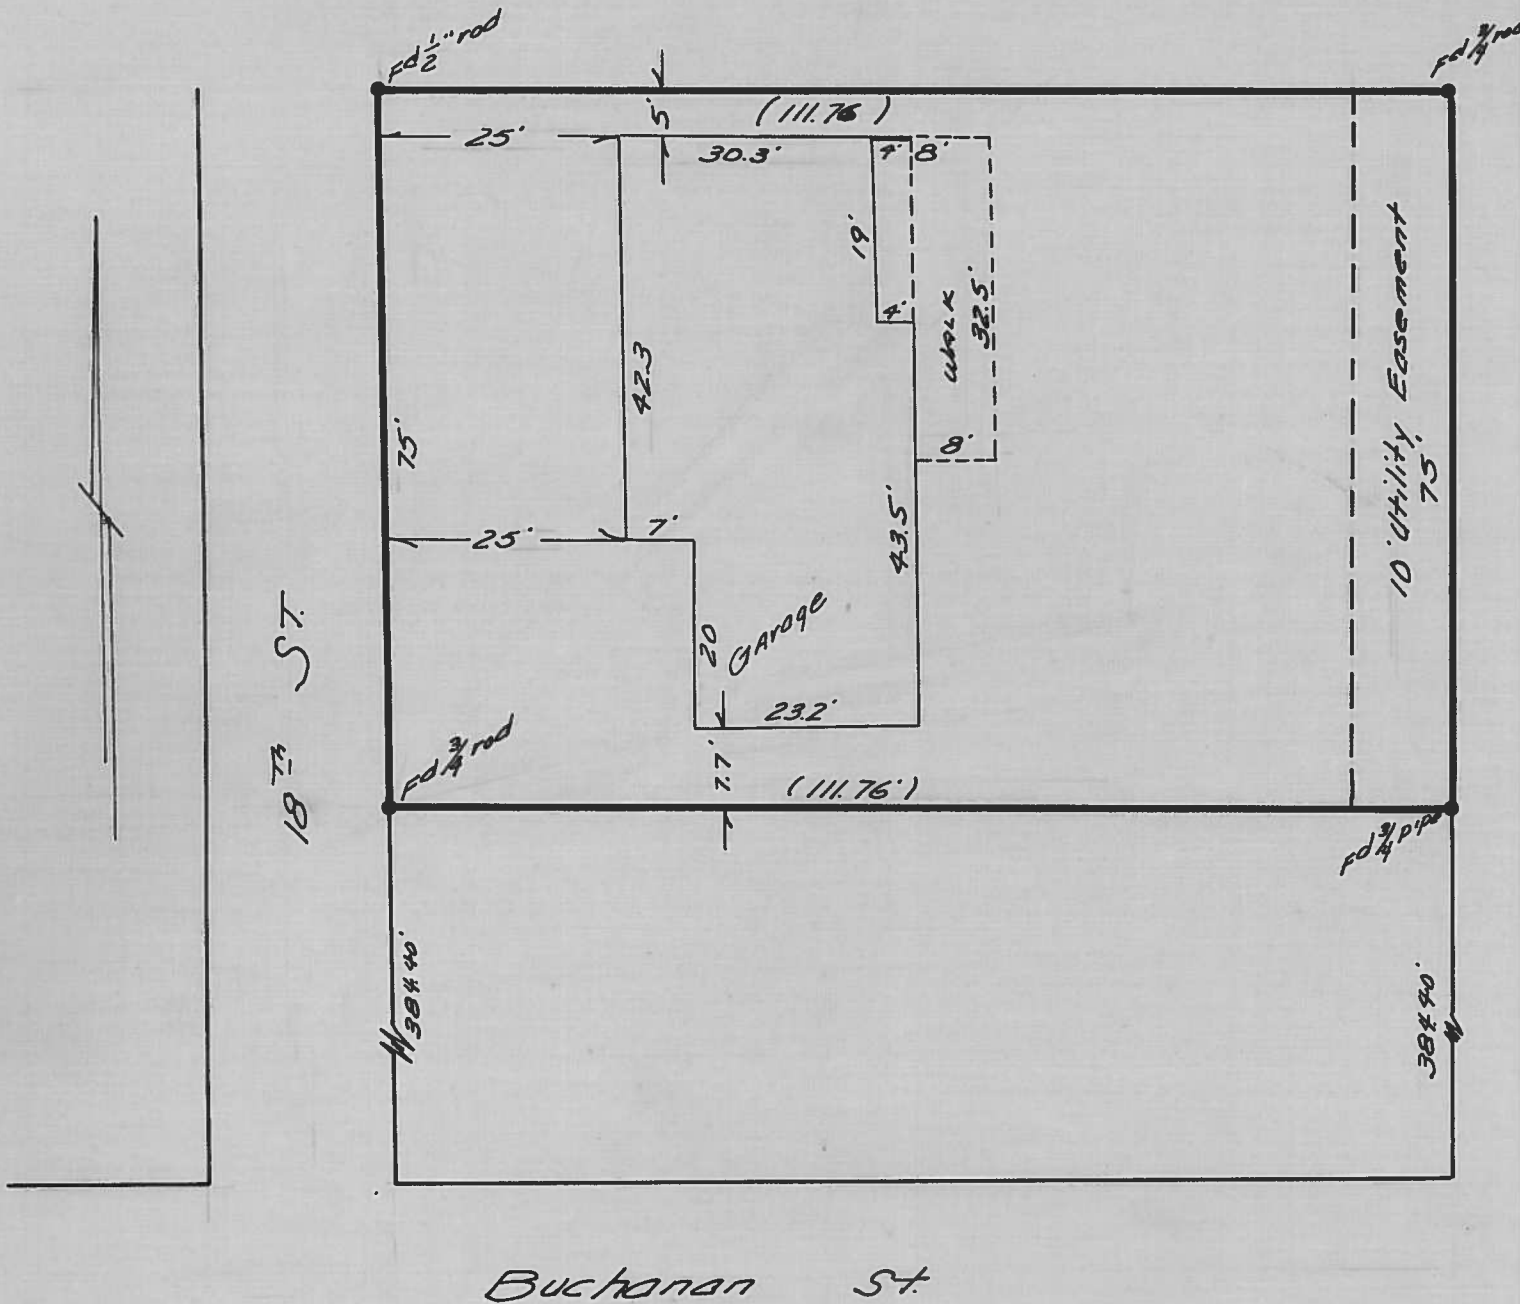 Fd 1/2" rod
Fd 3/4 rod
(111.76)
5'
25'
30.3'
4'
8'
19'
4'
WALK
32.5'
42.3
75'
8'
10' Utility Easement
75'
25'
7'
43.5'
20
GArage
23.2'
18TH ST.
Fd 3/4 rod
7.7'
(111.76')
Fd 3/4 pipe
384.40'
384.40'
Buchanan St.